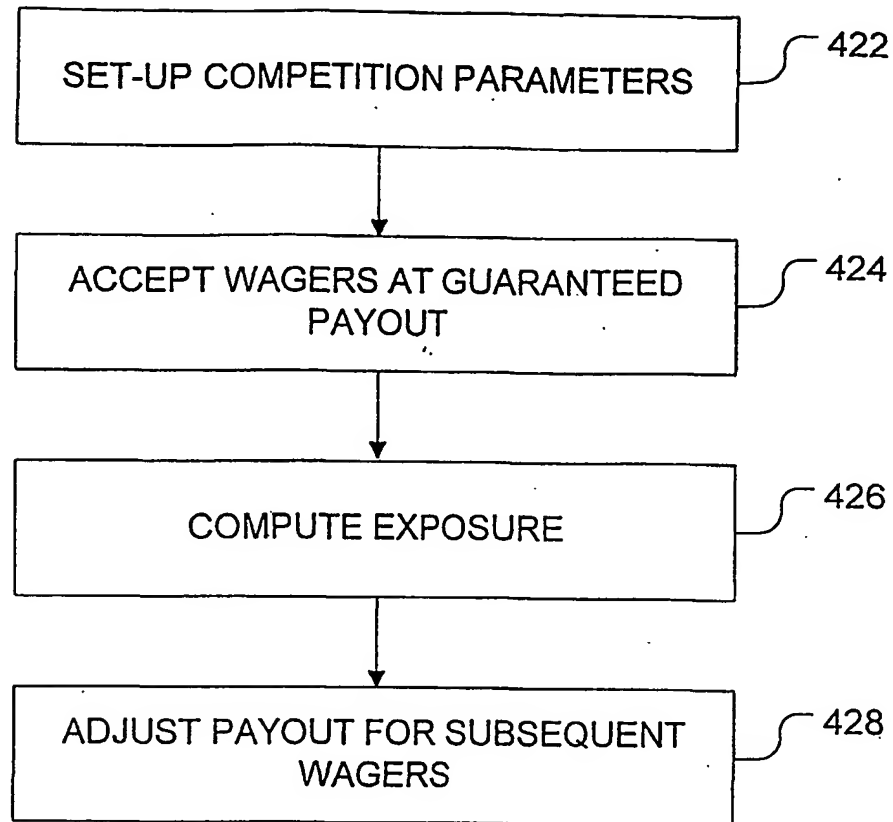 SET-UP COMPETITION PARAMETERS
422
ACCEPT WAGERS AT GUARANTEED
PAYOUT
424
COMPUTE EXPOSURE
426
ADJUST PAYOUT FOR SUBSEQUENT
WAGERS
428